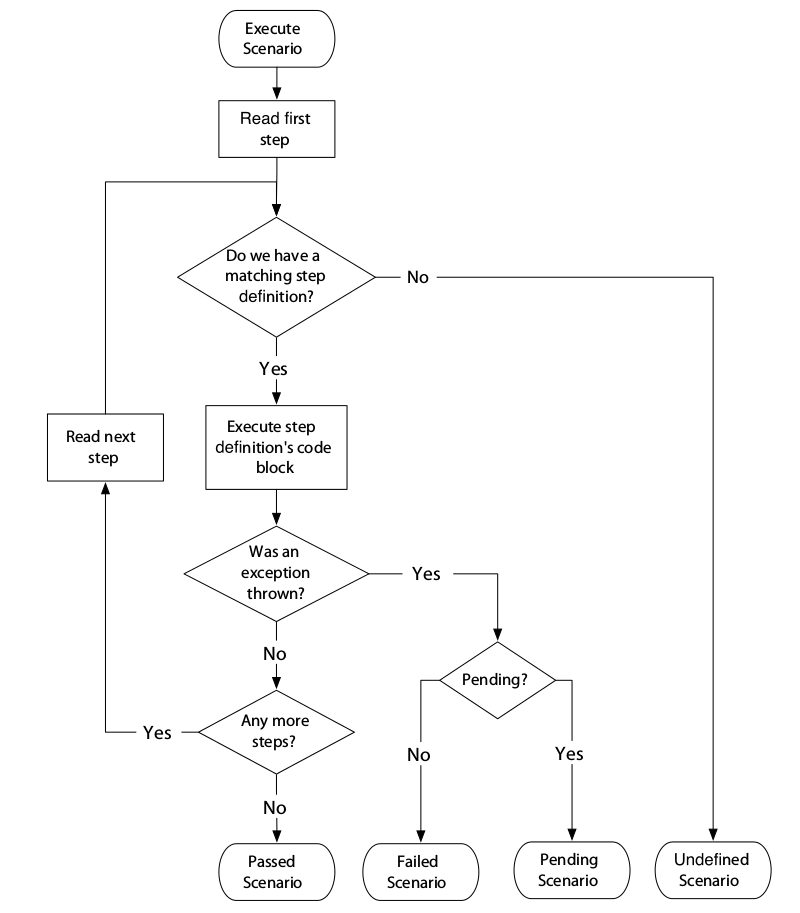 Execute
Scenario
Read first
step
Do we have a
matching step
definition?
No
Yes
Read next
step
Execute step
definition's code
block
Was an
exception
thrown?
Yes
No
Pending?
Any more
steps?
Yes
No
Yes
No
Passed
Scenario
Failed
Scenario
Pending
Scenario
Undefined
Scenario